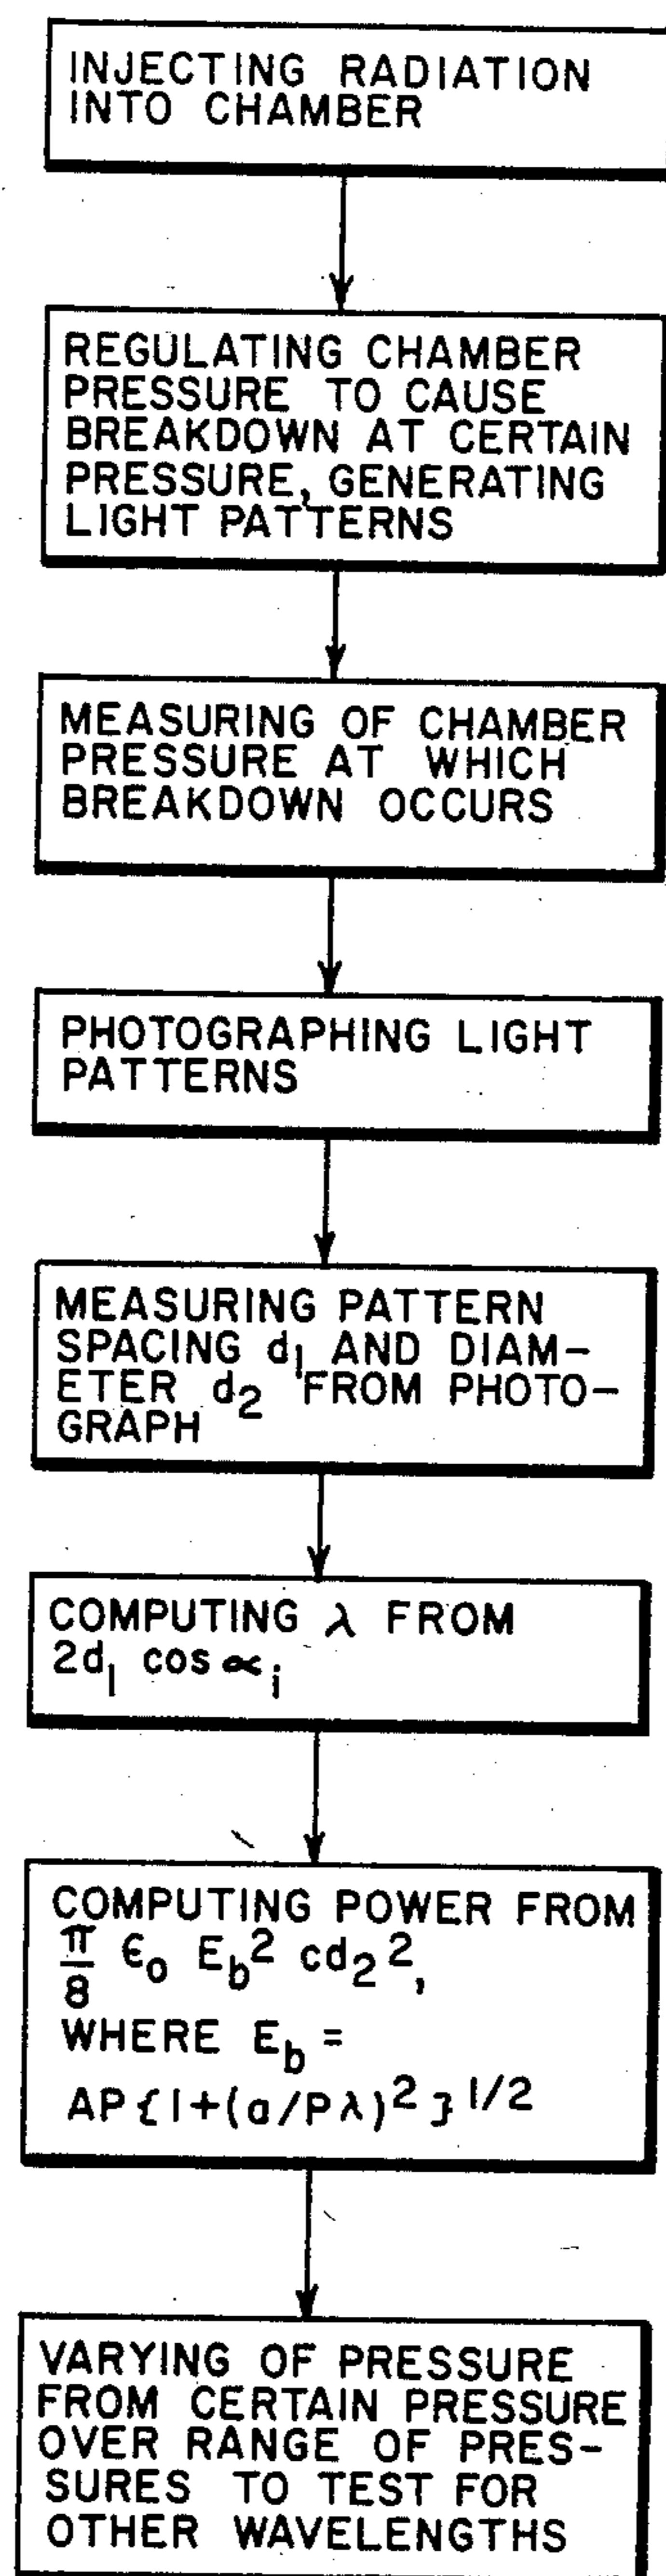 INJECTING RADIATION
INTO CHAMBER
REGULATING CHAMBER
PRESSURE TO CAUSE
BREAKDOWN AT CERTAIN
PRESSURE, GENERATING
LIGHT PATTERNS
MEASURING OF CHAMBER
PRESSURE AT WHICH
BREAKDOWN OCCURS
PHOTOGRAPHING LIGHT
PATTERNS
MEASURING PATTERN
SPACING d₁ AND DIAM-
ETER d₂ FROM PHOTO-
GRAPH
COMPUTING λ FROM
2d₁ cos αᵢ
COMPUTING POWER FROM
π/8 ϵ₀ E_b² cd₂²,
WHERE E_b =
AP{1+(a/Pλ)²}^1/2
VARYING OF PRESSURE
FROM CERTAIN PRESSURE
OVER RANGE OF PRES-
SURES TO TEST FOR
OTHER WAVELENGTHS